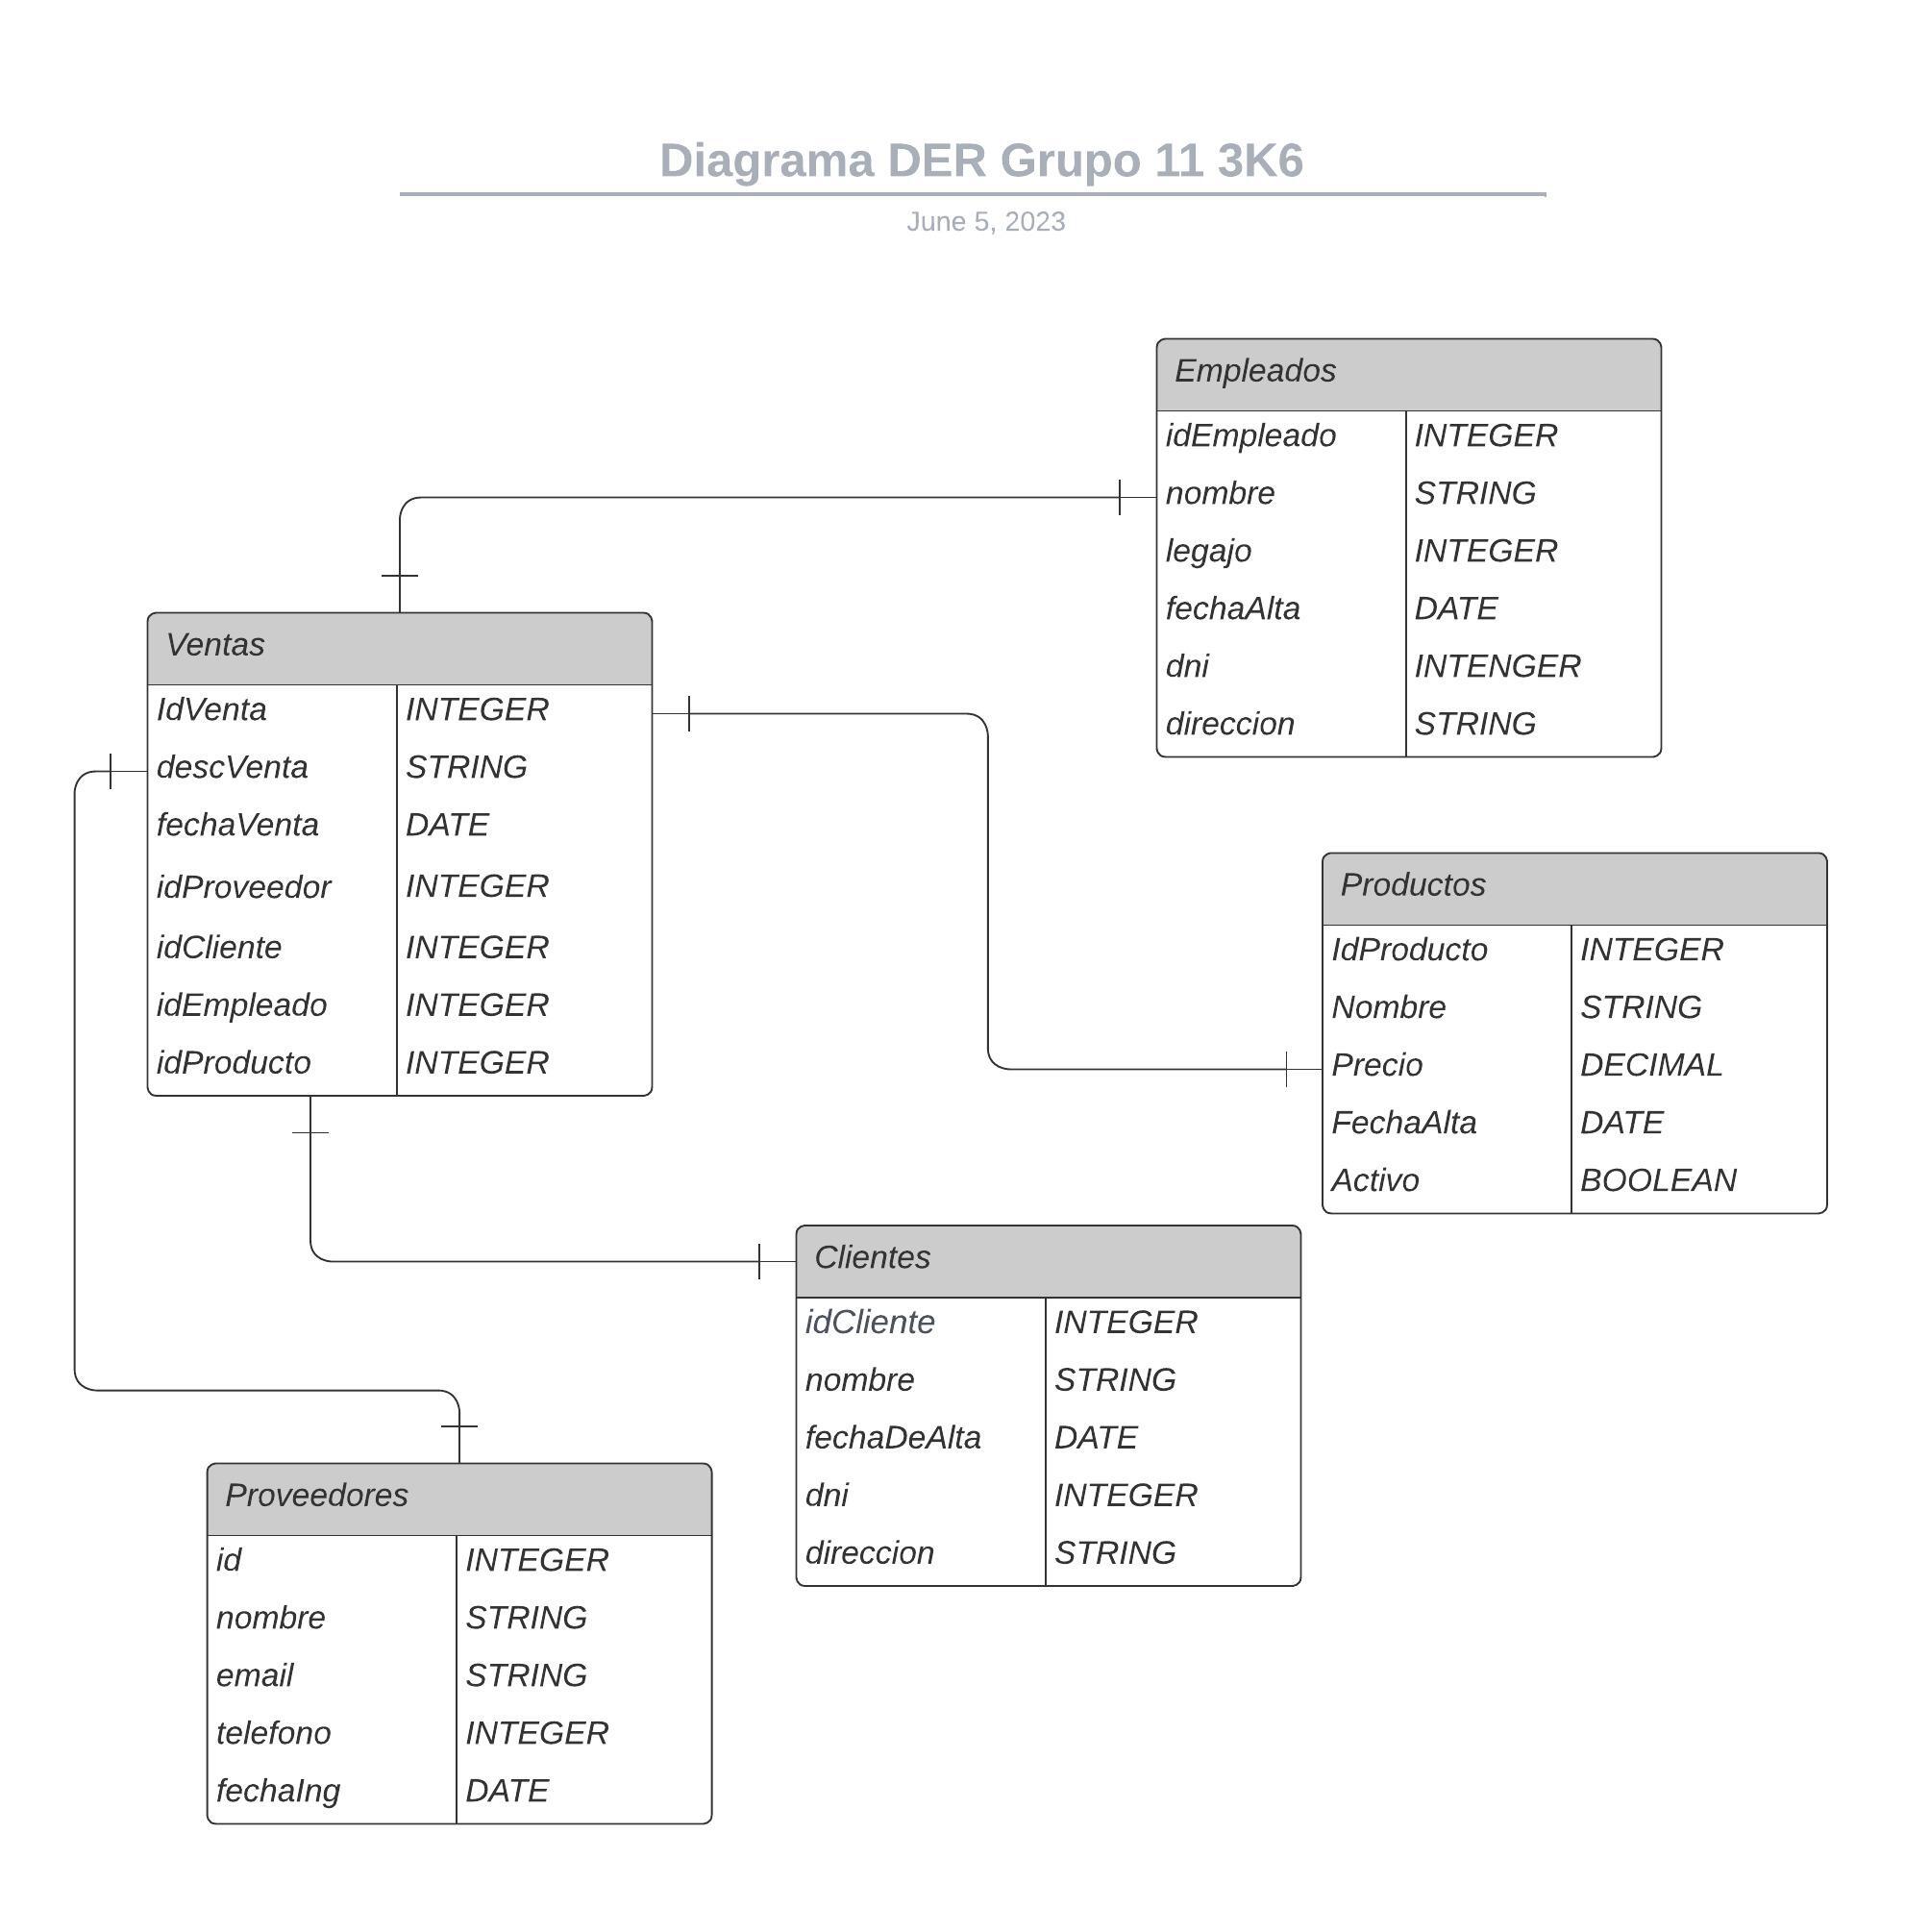 Diagrama DER Grupo 11 3K6
June 5, 2023
Empleados
idEmpleado INTEGER
nombre STRING
legajo INTEGER
fechaAlta DATE
dni INTENGER
direccion STRING
Ventas
IdVenta INTEGER
descVenta STRING
fechaVenta DATE
idProveedor INTEGER
idCliente INTEGER
idEmpleado INTEGER
idProducto INTEGER
Productos
IdProducto INTEGER
Nombre STRING
Precio DECIMAL
FechaAlta DATE
Activo BOOLEAN
Clientes
idCliente INTEGER
nombre STRING
fechaDeAlta DATE
dni INTEGER
direccion STRING
Proveedores
id INTEGER
nombre STRING
email STRING
telefono INTEGER
fechaIng DATE